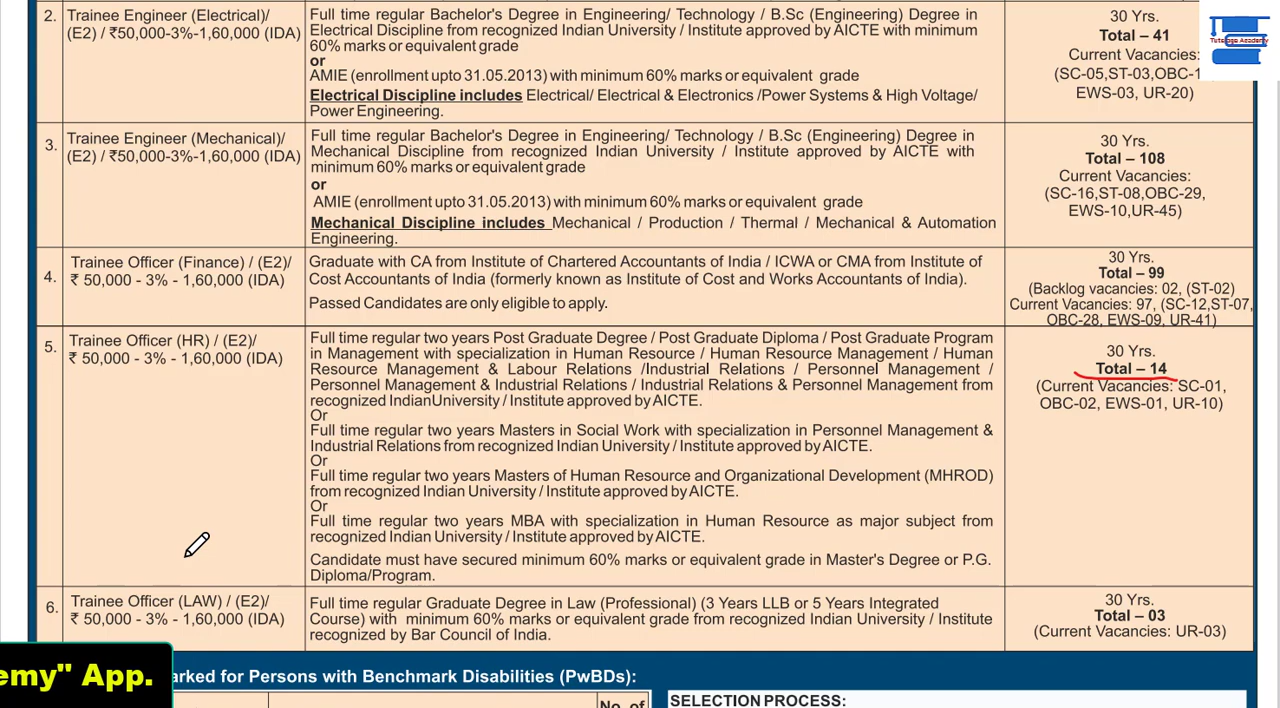 2.
Trainee Engineer (Electrical)/
(E2) / ₹50,000-3%-1,60,000 (IDA)
Full time regular Bachelor's Degree in Engineering/ Technology / B.Sc (Engineering) Degree in
Electrical Discipline from recognized Indian University / Institute approved by AICTE with minimum
60% marks or equivalent grade
or
AMIE (enrollment upto 31.05.2013) with minimum 60% marks or equivalent grade
Electrical Discipline includes Electrical/ Electrical & Electronics /Power Systems & High Voltage/
Power Engineering.
30 Yrs.
Total – 41
Current Vacancies:
(SC-05,ST-03,OBC-1
EWS-03, UR-20)
3.
Trainee Engineer (Mechanical)/
(E2) / ₹50,000-3%-1,60,000 (IDA)
Full time regular Bachelor's Degree in Engineering/ Technology / B.Sc (Engineering) Degree in
Mechanical Discipline from recognized Indian University / Institute approved by AICTE with
minimum 60% marks or equivalent grade
or
AMIE (enrollment upto 31.05.2013) with minimum 60% marks or equivalent grade
Mechanical Discipline includes Mechanical / Production / Thermal / Mechanical & Automation
Engineering.
30 Yrs.
Total – 108
Current Vacancies:
(SC-16,ST-08,OBC-29,
EWS-10,UR-45)
4.
Trainee Officer (Finance) / (E2)/
₹ 50,000 - 3% - 1,60,000 (IDA)
Graduate with CA from Institute of Chartered Accountants of India / ICWA or CMA from Institute of
Cost Accountants of India (formerly known as Institute of Cost and Works Accountants of India).
Passed Candidates are only eligible to apply.
30 Yrs.
Total – 99
(Backlog vacancies: 02, (ST-02)
Current Vacancies: 97, (SC-12,ST-07,
OBC-28, EWS-09, UR-41)
5.
Trainee Officer (HR) / (E2)/
₹ 50,000 - 3% - 1,60,000 (IDA)
Full time regular two years Post Graduate Degree / Post Graduate Diploma / Post Graduate Program
in Management with specialization in Human Resource / Human Resource Management / Human
Resource Management & Labour Relations /Industrial Relations / Personnel Management /
Personnel Management & Industrial Relations / Industrial Relations & Personnel Management from
recognized IndianUniversity / Institute approved by AICTE.
Or
Full time regular two years Masters in Social Work with specialization in Personnel Management &
Industrial Relations from recognized Indian University / Institute approved by AICTE.
Or
Full time regular two years Masters of Human Resource and Organizational Development (MHROD)
from recognized Indian University / Institute approved by AICTE.
Or
Full time regular two years MBA with specialization in Human Resource as major subject from
recognized Indian University / Institute approved by AICTE.
Candidate must have secured minimum 60% marks or equivalent grade in Master's Degree or P.G.
Diploma/Program.
30 Yrs.
Total – 14
(Current Vacancies: SC-01,
OBC-02, EWS-01, UR-10)
6.
Trainee Officer (LAW) / (E2)/
₹ 50,000 - 3% - 1,60,000 (IDA)
Full time regular Graduate Degree in Law (Professional) (3 Years LLB or 5 Years Integrated
Course) with minimum 60% marks or equivalent grade from recognized Indian University / Institute
recognized by Bar Council of India.
30 Yrs.
Total – 03
(Current Vacancies: UR-03)
emy" App.
arked for Persons with Benchmark Disabilities (PwBDs):
No. of
SELECTION PROCESS: